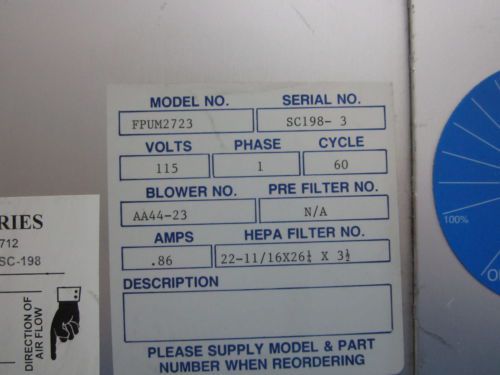 MODEL NO. SERIAL NO.
FPUM2723 SC198- 3
VOLTS PHASE CYCLE
115 1 60
BLOWER NO. PRE FILTER NO.
AA44-23 N/A
AMPS HEPA FILTER NO.
.86 22-11/16X26¼ X 3½
DESCRIPTION
PLEASE SUPPLY MODEL & PART
NUMBER WHEN REORDERING
RIES
712
SC-198
DIRECTION OF
AIR FLOW
100%